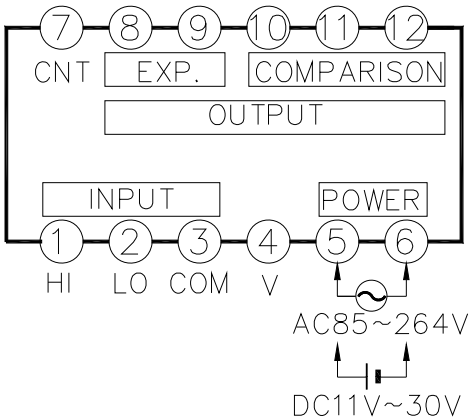 7 8 9 10 11 12
CNT EXP. COMPARISON
OUTPUT
INPUT POWER
1 2 3 4 5 6
HI LO COM V
AC85~264V
DC11V~30V